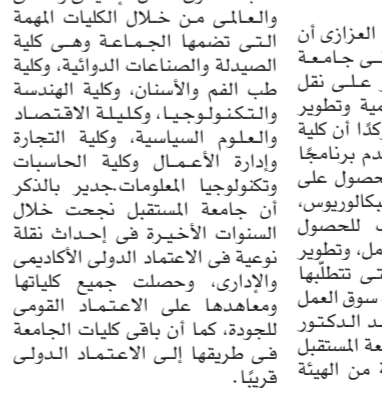 العزازى أن
ى جامعة
ر على نقل
مية وتطوير
كدًا أن كلية
دم برنامجًا
حصول على
بكالوريوس،
ب للحصول
مل، وتطوير
تى تتطلّبها
سوق العمل
د الدكتور
عة المستقبل
ة من الهيئة
والعالمى من خلال الكليات المهمة
التى تضمها الجماعة وهى كلية
الصيدلة والصناعات الدوائية، وكلية
طب الفم والأسنان، وكلية الهندسة
والتكنولوجيا، وكليلة الاقتصاد
والعلوم السياسية، وكلية التجارة
وإدارة الأعمال وكلية الحاسبات
وتكنولوجيا المعلومات.جدير بالذكر
أن جامعة المستقبل نجحت خلال
السنوات الأخيرة فى إحداث نقلة
نوعية فى الاعتماد الدولى الأكاديمى
والإدارى، وحصلت جميع كلياتها
ومعاهدها على الاعتماد القومى
للجودة، كما أن باقى كليات الجامعة
فى طريقها إلى الاعتماد الدولى
قريبًا.